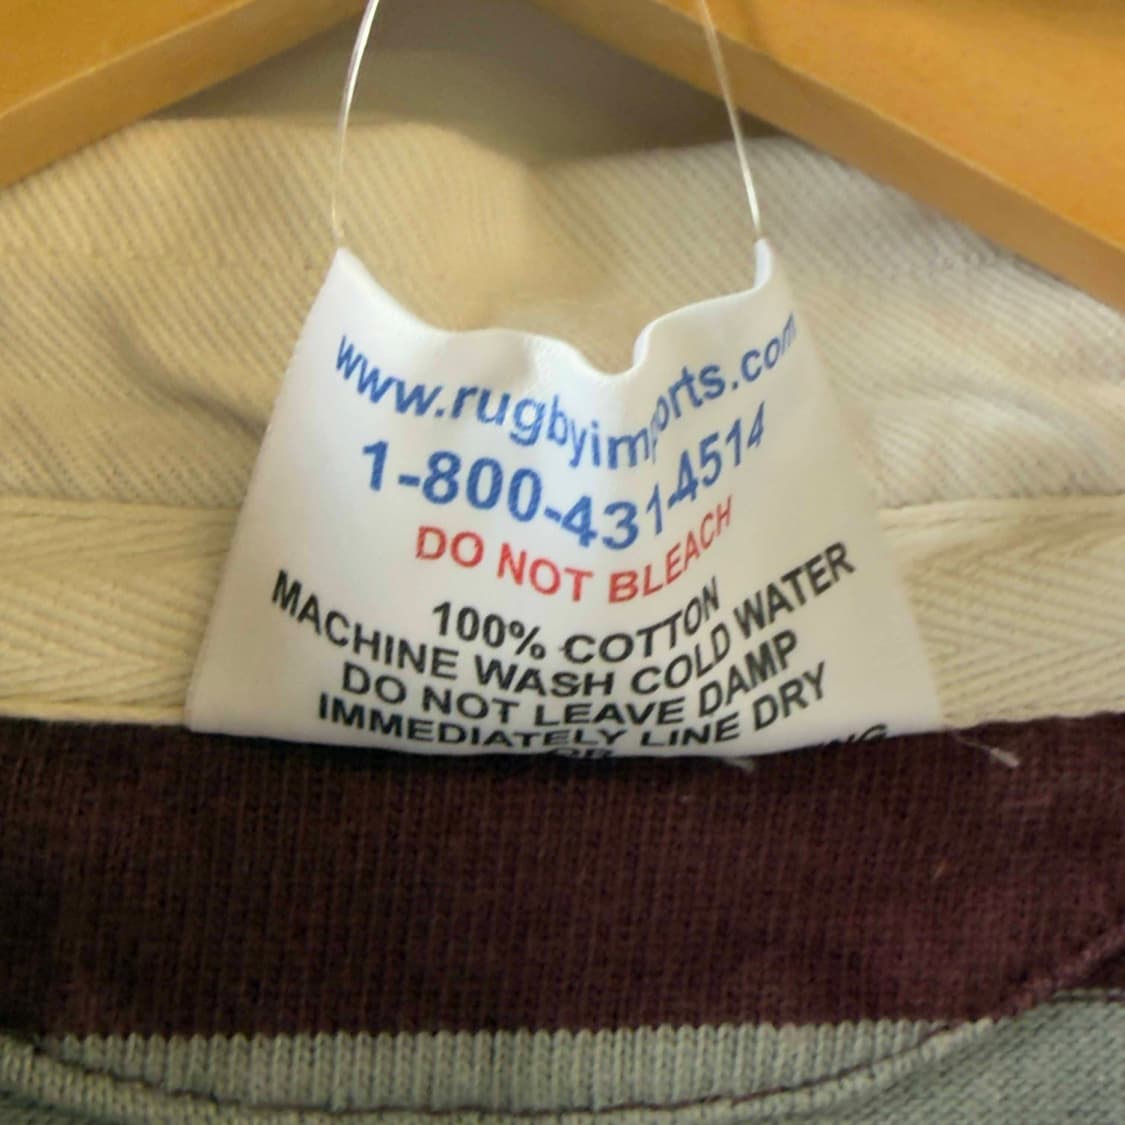 www.rugbyimports.com
1-800-431-4514
DO NOT BLEACH
100% COTTON
MACHINE WASH COLD WATER
DO NOT LEAVE DAMP
IMMEDIATELY LINE DRY
OR